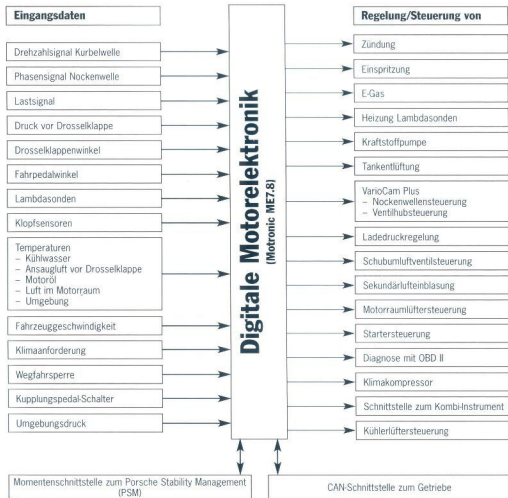 Eingangsdaten
Drehzahlsignal Kurbelwelle
Phasensignal Nockenwelle
Lastsignal
Druck vor Drosselklappe
Drosselklappenwinkel
Fahrpedalwinkel
Lambdasonden
Klopfsensoren
Temperaturen
– Kühlwasser
– Ansaugluft vor Drosselklappe
– Motoröl
– Luft im Motorraum
– Umgebung
Fahrzeuggeschwindigkeit
Klimaanforderung
Wegfahrsperre
Kupplungspedal-Schalter
Umgebungsdruck
Digitale Motorelektronik
(Motronic ME7.8)
Regelung/Steuerung von
Zündung
Einspritzung
E-Gas
Heizung Lambdasonden
Kraftstoffpumpe
Tankentlüftung
VarioCam Plus
– Nockenwellensteuerung
– Ventilhubsteuerung
Ladedruckregelung
Schubumluftventilsteuerung
Sekundärlufteinblasung
Motorraumlüftersteuerung
Startersteuerung
Diagnose mit OBD II
Klimakompressor
Schnittstelle zum Kombi-Instrument
Kühlerlüftersteuerung
Momentenschnittstelle zum Porsche Stability Management
(PSM)
CAN-Schnittstelle zum Getriebe